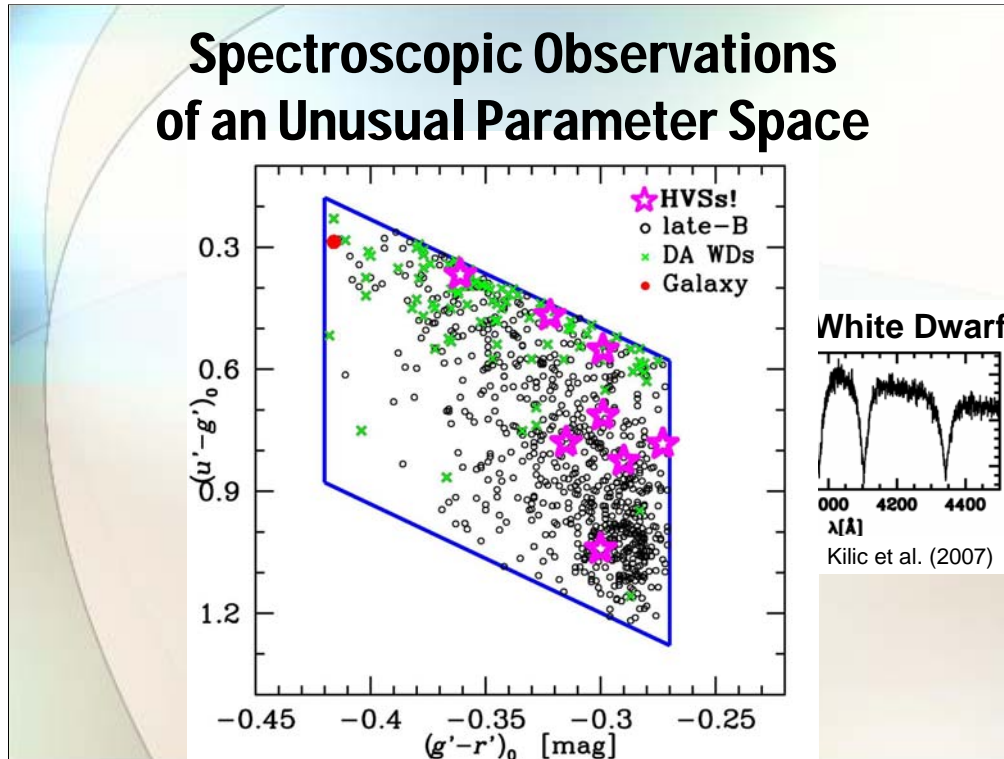 Spectroscopic Observations
of an Unusual Parameter Space
HVSs!
late-B
DA WDs
Galaxy
0.3
0.6
0.9
1.2
(u'-g')₀
-0.45
-0.4
-0.35
-0.3
-0.25
(g'-r')₀ [mag]
White Dwarf
000 4200 4400
λ[Å]
Kilic et al. (2007)